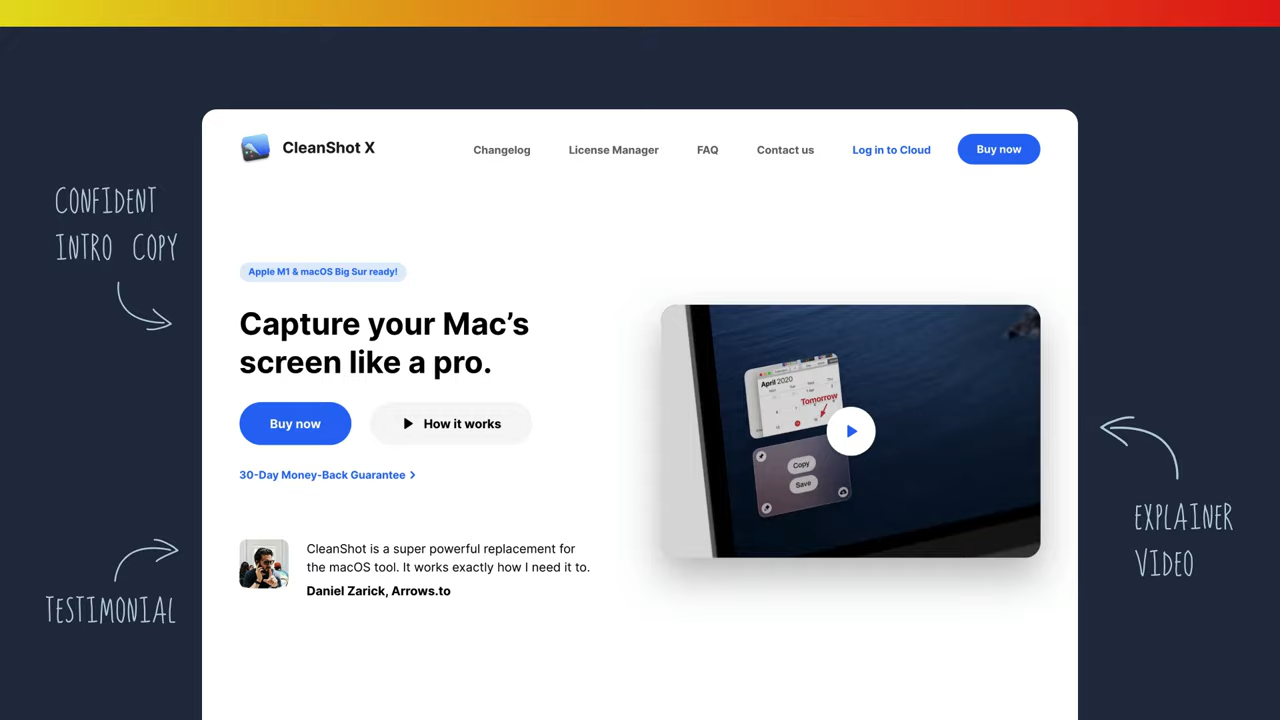 CleanShot X
Changelog
License Manager
FAQ
Contact us
Log in to Cloud
Buy now
CONFIDENT
INTRO COPY
Apple M1 & macOS Big Sur ready!
Capture your Mac's
screen like a pro.
Buy now
How it works
30-Day Money-Back Guarantee
CleanShot is a super powerful replacement for
the macOS tool. It works exactly how I need it to.
Daniel Zarick, Arrows.to
TESTIMONIAL
April 2020
Tomorrow
Copy
Save
EXPLAINER
VIDEO